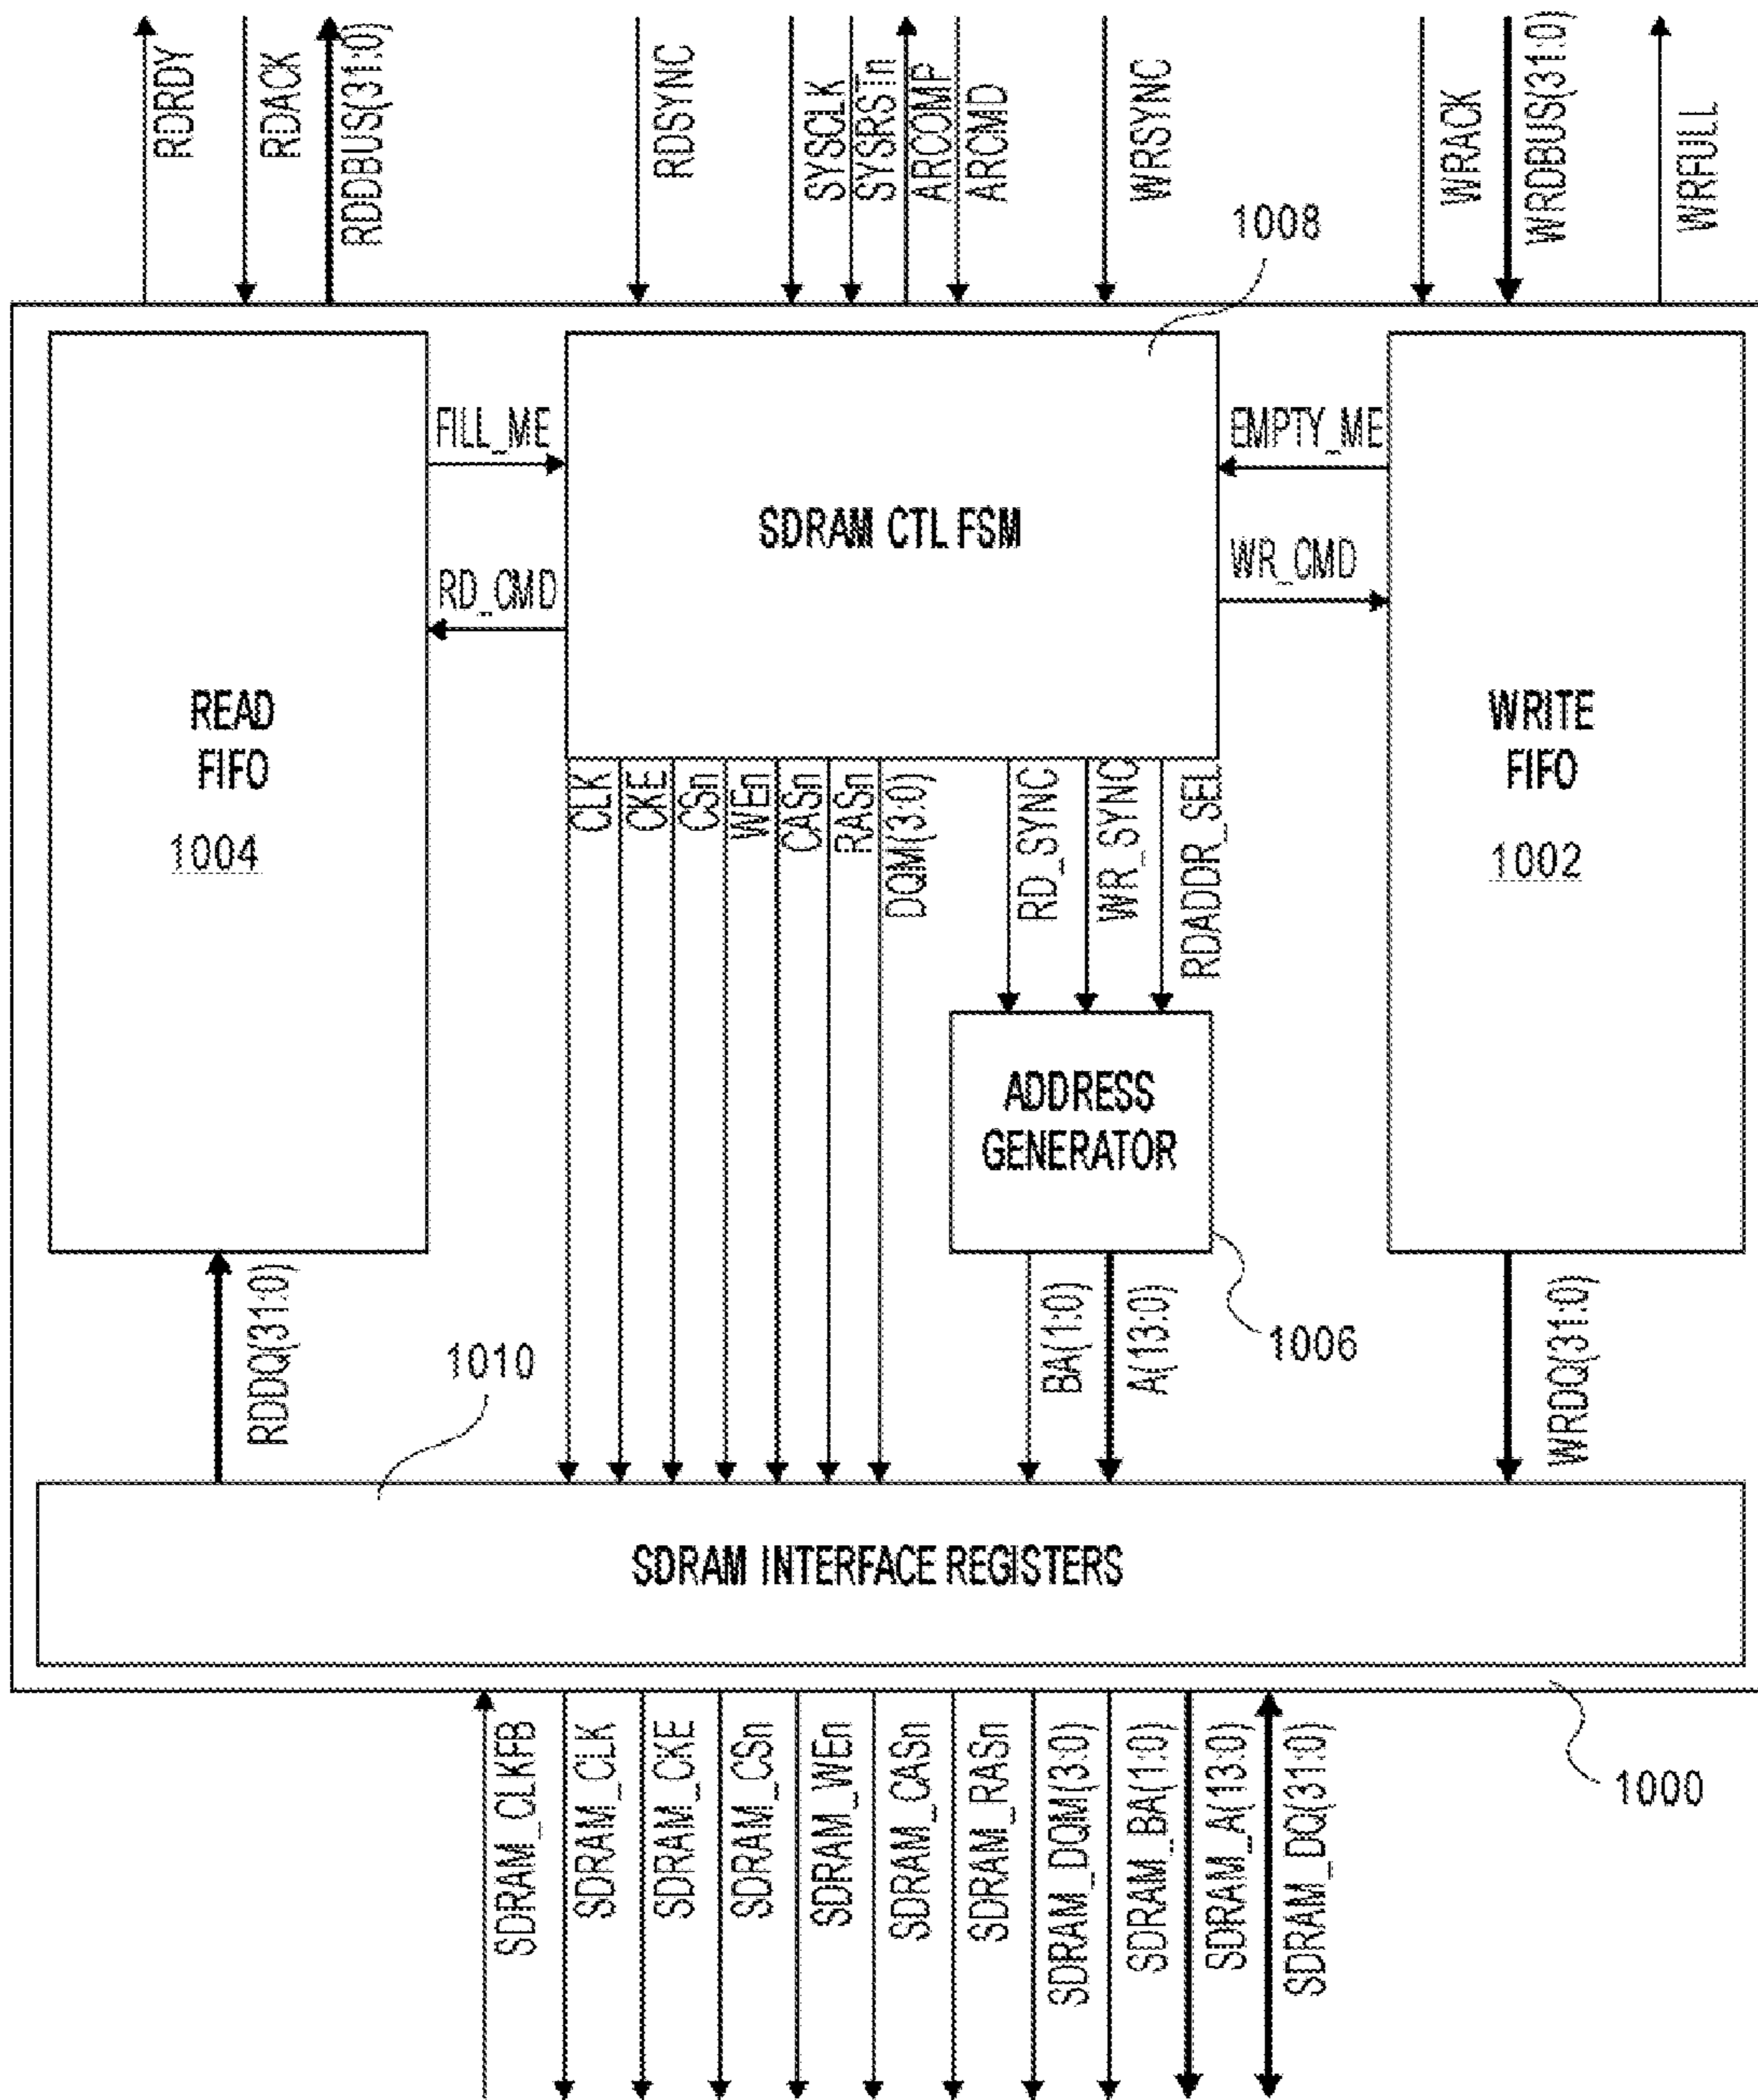 RDRDY
RDACK
RDDBUS(31:0)
RDSYNC
SYSCLK
SYSRSTn
ARCOMP
ARCMD
WRSYNC
WRACK
WRDBUS(31:0)
WRFULL
1008
FILL_ME
RD_CMD
SDRAM CTL FSM
EMPTY_ME
WR_CMD
READ
FIFO
1004
WRITE
FIFO
1002
CLK
CKE
CSn
WEn
CASn
RASn
DQM(3:0)
RD_SYNC
WR_SYNC
RDADDR_SEL
ADDRESS
GENERATOR
1006
RDDQ(31:0)
1010
BA(1:0)
A(13:0)
WRDQ(31:0)
SDRAM INTERFACE REGISTERS
SDRAM_CLKFB
SDRAM_CLK
SDRAM_CKE
SDRAM_CSn
SDRAM_WEn
SDRAM_CASn
SDRAM_RASn
SDRAM_DQM(3:0)
SDRAM_BA(1:0)
SDRAM_A(13:0)
SDRAM_DQ(31:0)
1000